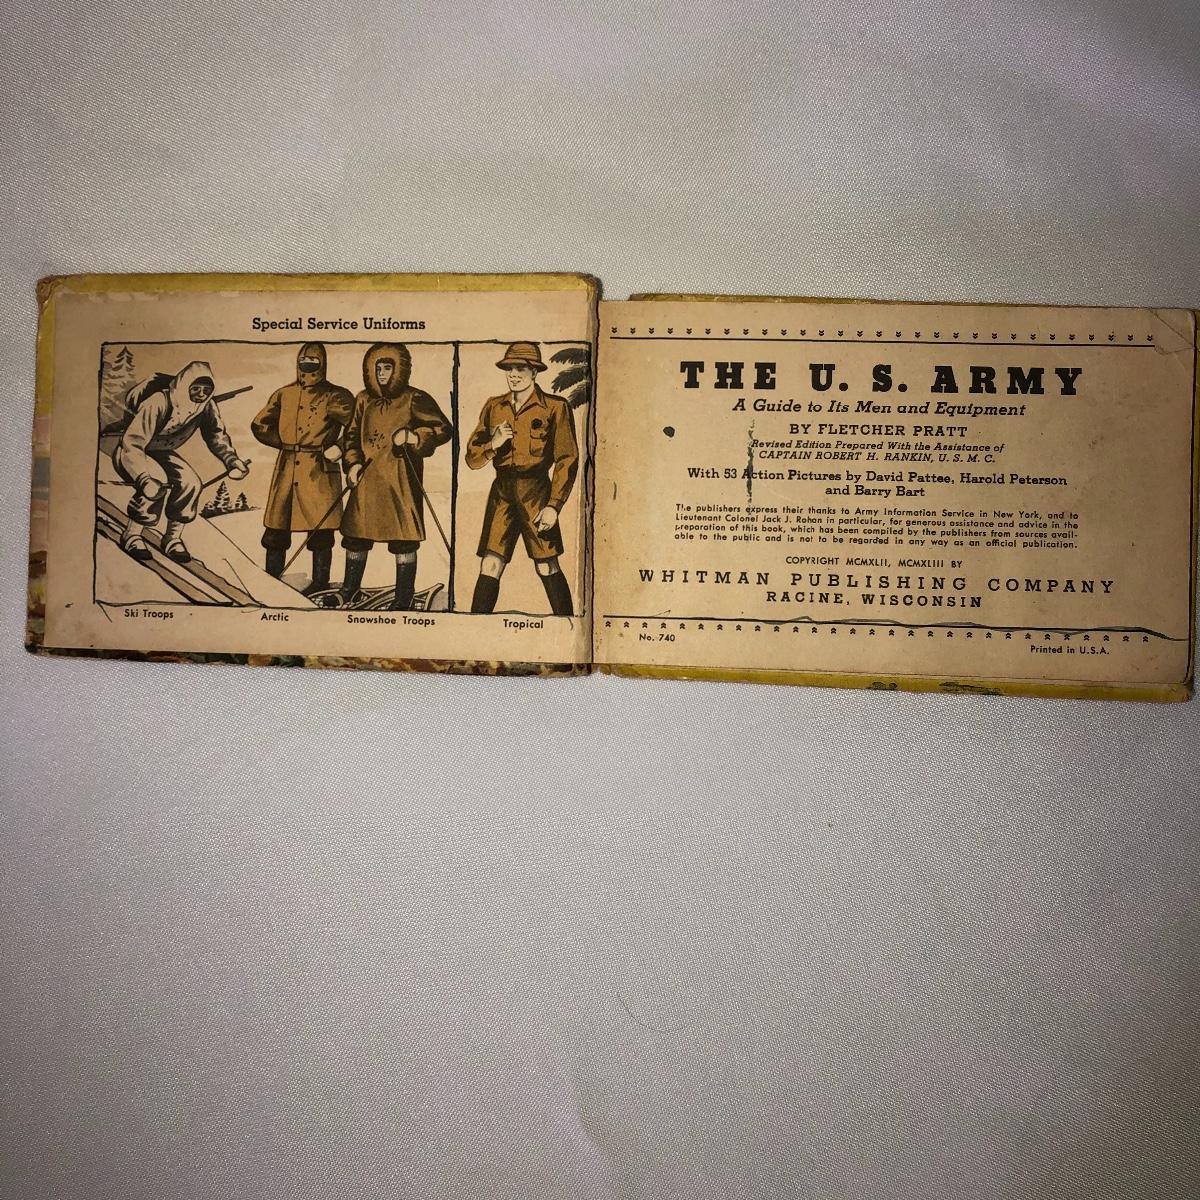 Special Service Uniforms
Ski Troops
Arctic
Snowshoe Troops
Tropical
THE U. S. ARMY
A Guide to Its Men and Equipment
BY FLETCHER PRATT
Revised Edition Prepared With the Assistance of
CAPTAIN ROBERT H. RANKIN, U. S. M. C.
With 53 Action Pictures by David Pattee, Harold Peterson
and Barry Bart
The publishers express their thanks to Army Information Service in New York, and to
Lieutenant Colonel Jack J. Rohan in particular, for generous assistance and advice in the
preparation of this book, which has been compiled by the publishers from sources avail-
able to the public and is not to be regarded in any way as an official publication.
COPYRIGHT MCMXLII, MCMXLIII BY
WHITMAN PUBLISHING COMPANY
RACINE, WISCONSIN
No. 740
Printed in U.S.A.